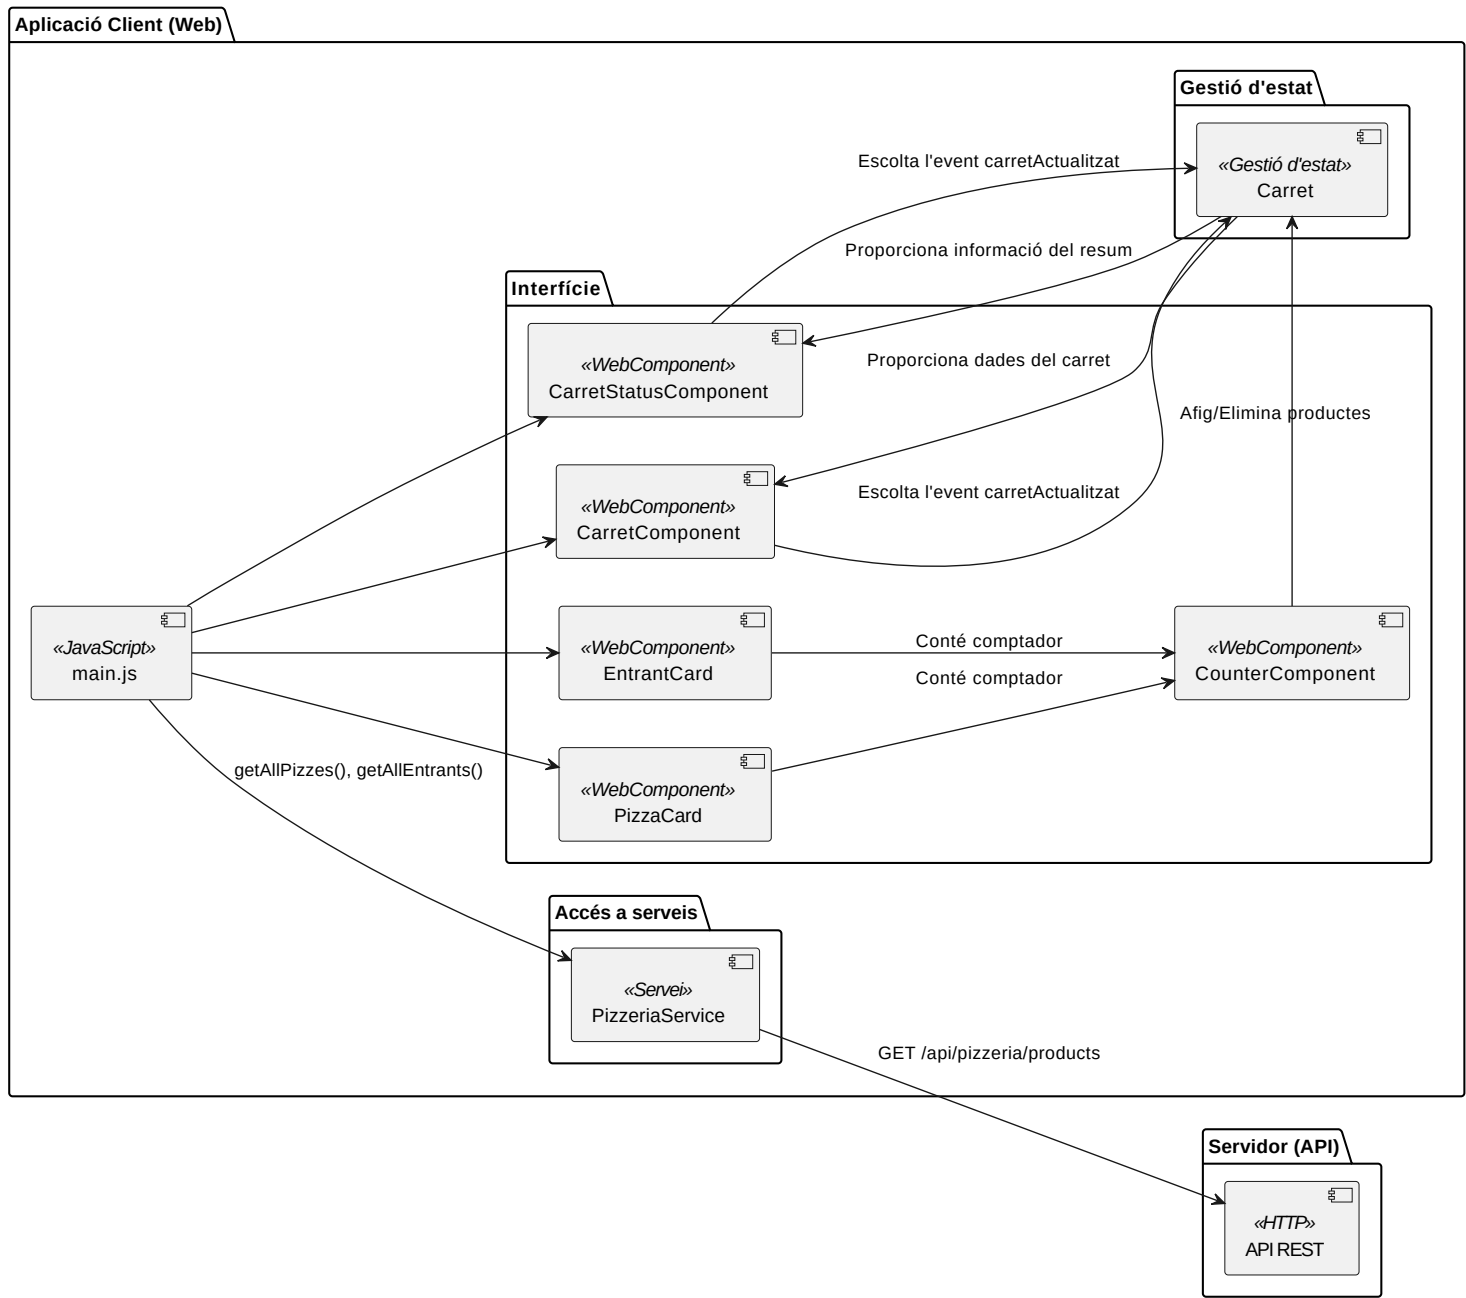 Aplicació Client (Web)
Gestió d'estat
«Gestió d'estat»
Carret
Escolta l'event carretActualitzat
Proporciona informació del resum
Interfície
«WebComponent»
CarretStatusComponent
Proporciona dades del carret
Afig/Elimina productes
«WebComponent»
CarretComponent
Escolta l'event carretActualitzat
«JavaScript»
main.js
«WebComponent»
EntrantCard
Conté comptador
Conté comptador
«WebComponent»
CounterComponent
getAllPizzes(), getAllEntrants()
«WebComponent»
PizzaCard
Accés a serveis
«Servei»
PizzeriaService
GET /api/pizzeria/products
Servidor (API)
«HTTP»
API REST